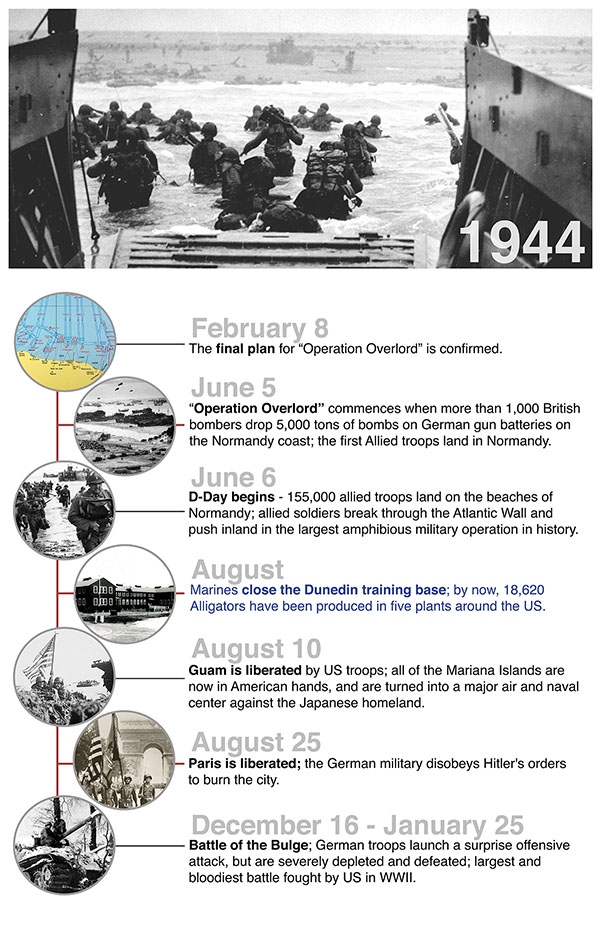 1944
February 8
The final plan for “Operation Overlord” is confirmed.
June 5
“Operation Overlord” commences when more than 1,000 British
bombers drop 5,000 tons of bombs on German gun batteries on
the Normandy coast; the first Allied troops land in Normandy.
June 6
D-Day begins - 155,000 allied troops land on the beaches of
Normandy; allied soldiers break through the Atlantic Wall and
push inland in the largest amphibious military operation in history.
August
Marines close the Dunedin training base; by now, 18,620
Alligators have been produced in five plants around the US.
August 10
Guam is liberated by US troops; all of the Mariana Islands are
now in American hands, and are turned into a major air and naval
center against the Japanese homeland.
August 25
Paris is liberated; the German military disobeys Hitler's orders
to burn the city.
December 16 - January 25
Battle of the Bulge; German troops launch a surprise offensive
attack, but are severely depleted and defeated; largest and
bloodiest battle fought by US in WWII.